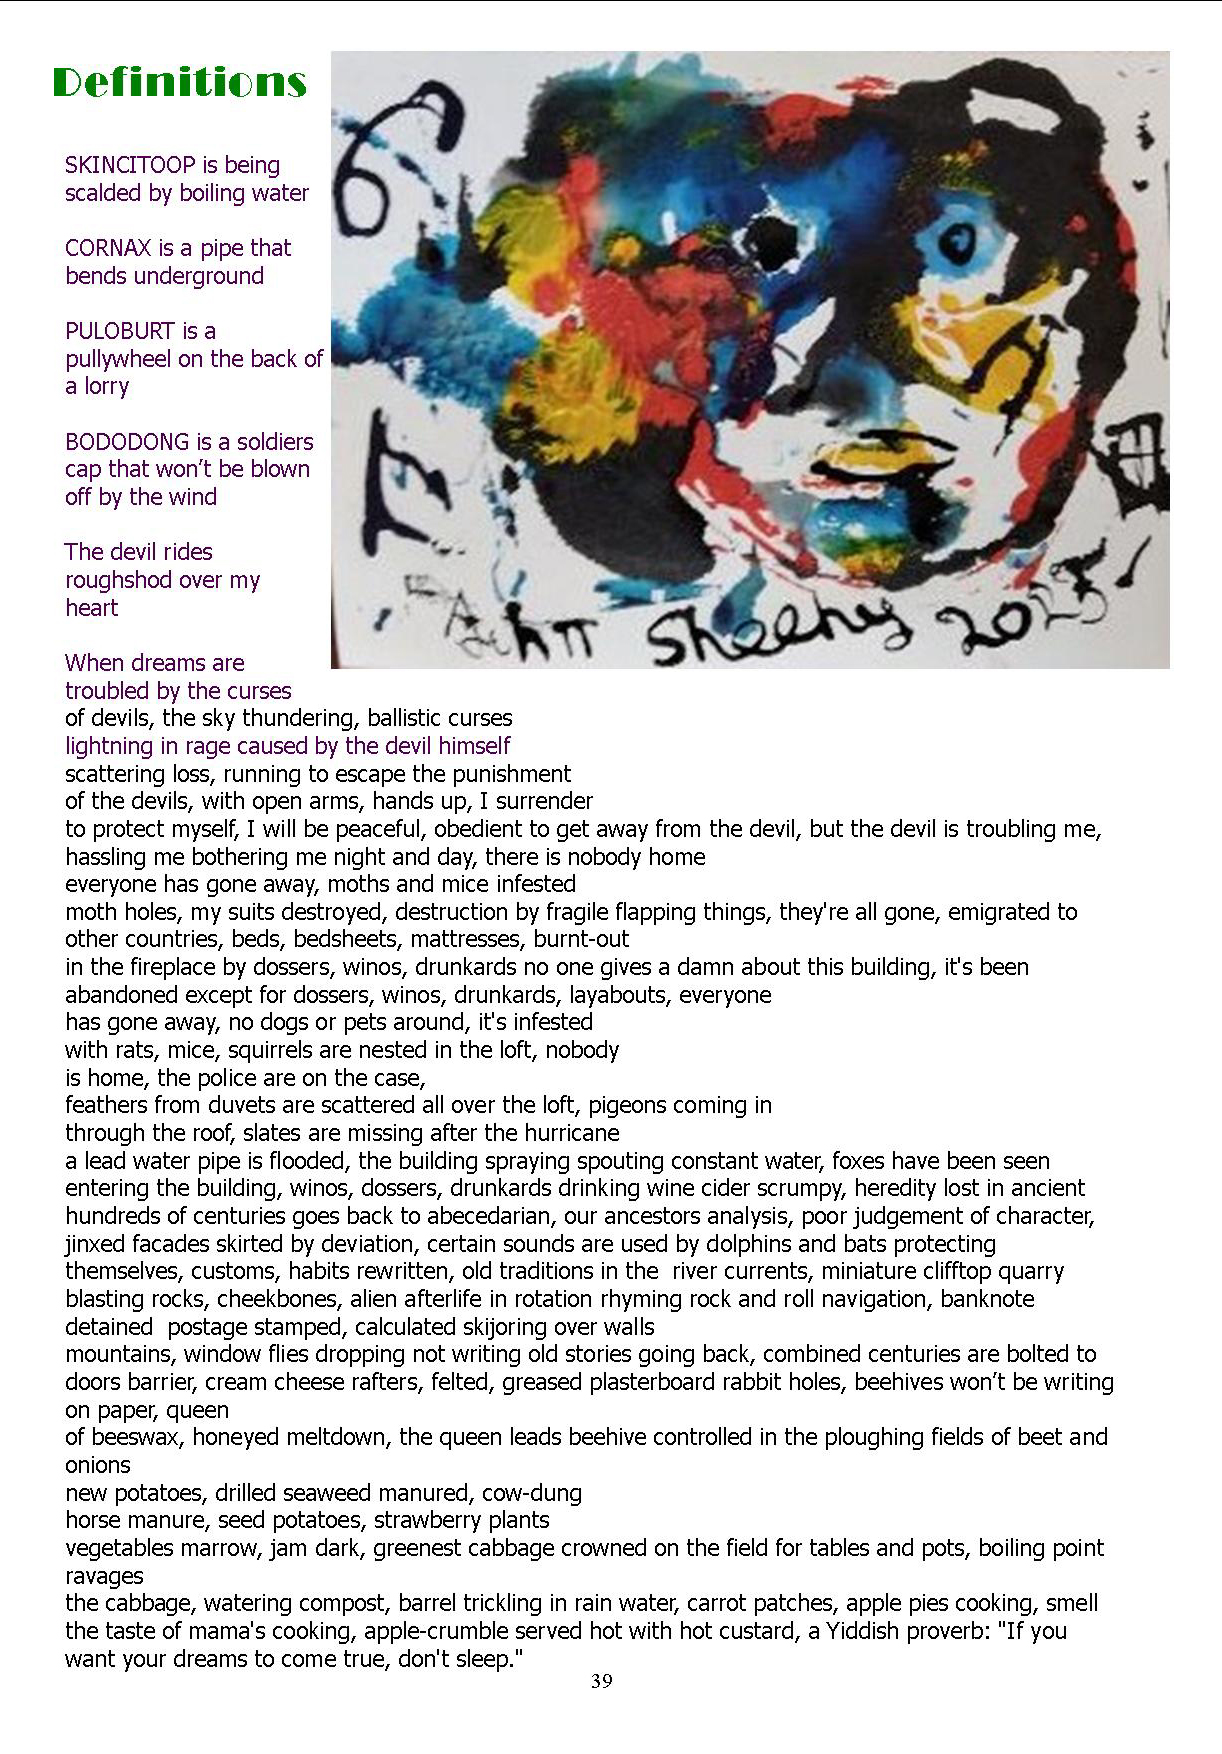 Definitions
SKINCITOOP is being
scalded by boiling water
CORNAX is a pipe that
bends underground
PULOBURT is a
pullywheel on the back of
a lorry
BODODONG is a soldiers
cap that won’t be blown
off by the wind
The devil rides
roughshod over my
heart
When dreams are
troubled by the curses
of devils, the sky thundering, ballistic curses
lightning in rage caused by the devil himself
scattering loss, running to escape the punishment
of the devils, with open arms, hands up, I surrender
to protect myself, I will be peaceful, obedient to get away from the devil, but the devil is troubling me,
hassling me bothering me night and day, there is nobody home
everyone has gone away, moths and mice infested
moth holes, my suits destroyed, destruction by fragile flapping things, they're all gone, emigrated to
other countries, beds, bedsheets, mattresses, burnt-out
in the fireplace by dossers, winos, drunkards no one gives a damn about this building, it's been
abandoned except for dossers, winos, drunkards, layabouts, everyone
has gone away, no dogs or pets around, it's infested
with rats, mice, squirrels are nested in the loft, nobody
is home, the police are on the case,
feathers from duvets are scattered all over the loft, pigeons coming in
through the roof, slates are missing after the hurricane
a lead water pipe is flooded, the building spraying spouting constant water, foxes have been seen
entering the building, winos, dossers, drunkards drinking wine cider scrumpy, heredity lost in ancient
hundreds of centuries goes back to abecedarian, our ancestors analysis, poor judgement of character,
jinxed facades skirted by deviation, certain sounds are used by dolphins and bats protecting
themselves, customs, habits rewritten, old traditions in the  river currents, miniature clifftop quarry
blasting rocks, cheekbones, alien afterlife in rotation rhyming rock and roll navigation, banknote
detained  postage stamped, calculated skijoring over walls
mountains, window flies dropping not writing old stories going back, combined centuries are bolted to
doors barrier, cream cheese rafters, felted, greased plasterboard rabbit holes, beehives won’t be writing
on paper, queen
of beeswax, honeyed meltdown, the queen leads beehive controlled in the ploughing fields of beet and
onions
new potatoes, drilled seaweed manured, cow-dung
horse manure, seed potatoes, strawberry plants
vegetables marrow, jam dark, greenest cabbage crowned on the field for tables and pots, boiling point
ravages
the cabbage, watering compost, barrel trickling in rain water, carrot patches, apple pies cooking, smell
the taste of mama's cooking, apple-crumble served hot with hot custard, a Yiddish proverb: "If you
want your dreams to come true, don't sleep."
39
Sheehy 2023